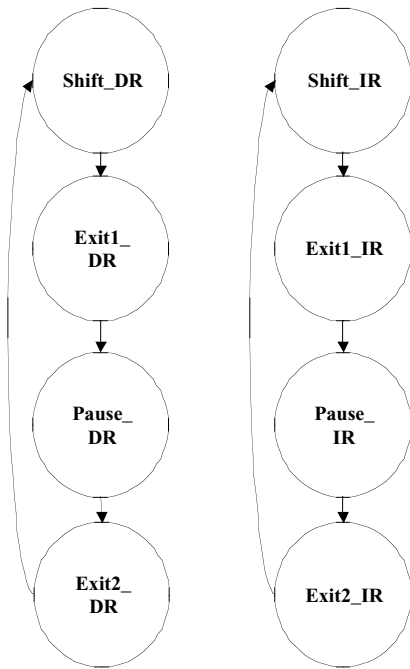 Shift_DR
Exit1_
DR
Pause_
DR
Exit2_
DR
Shift_IR
Exit1_IR
Pause_
IR
Exit2_IR